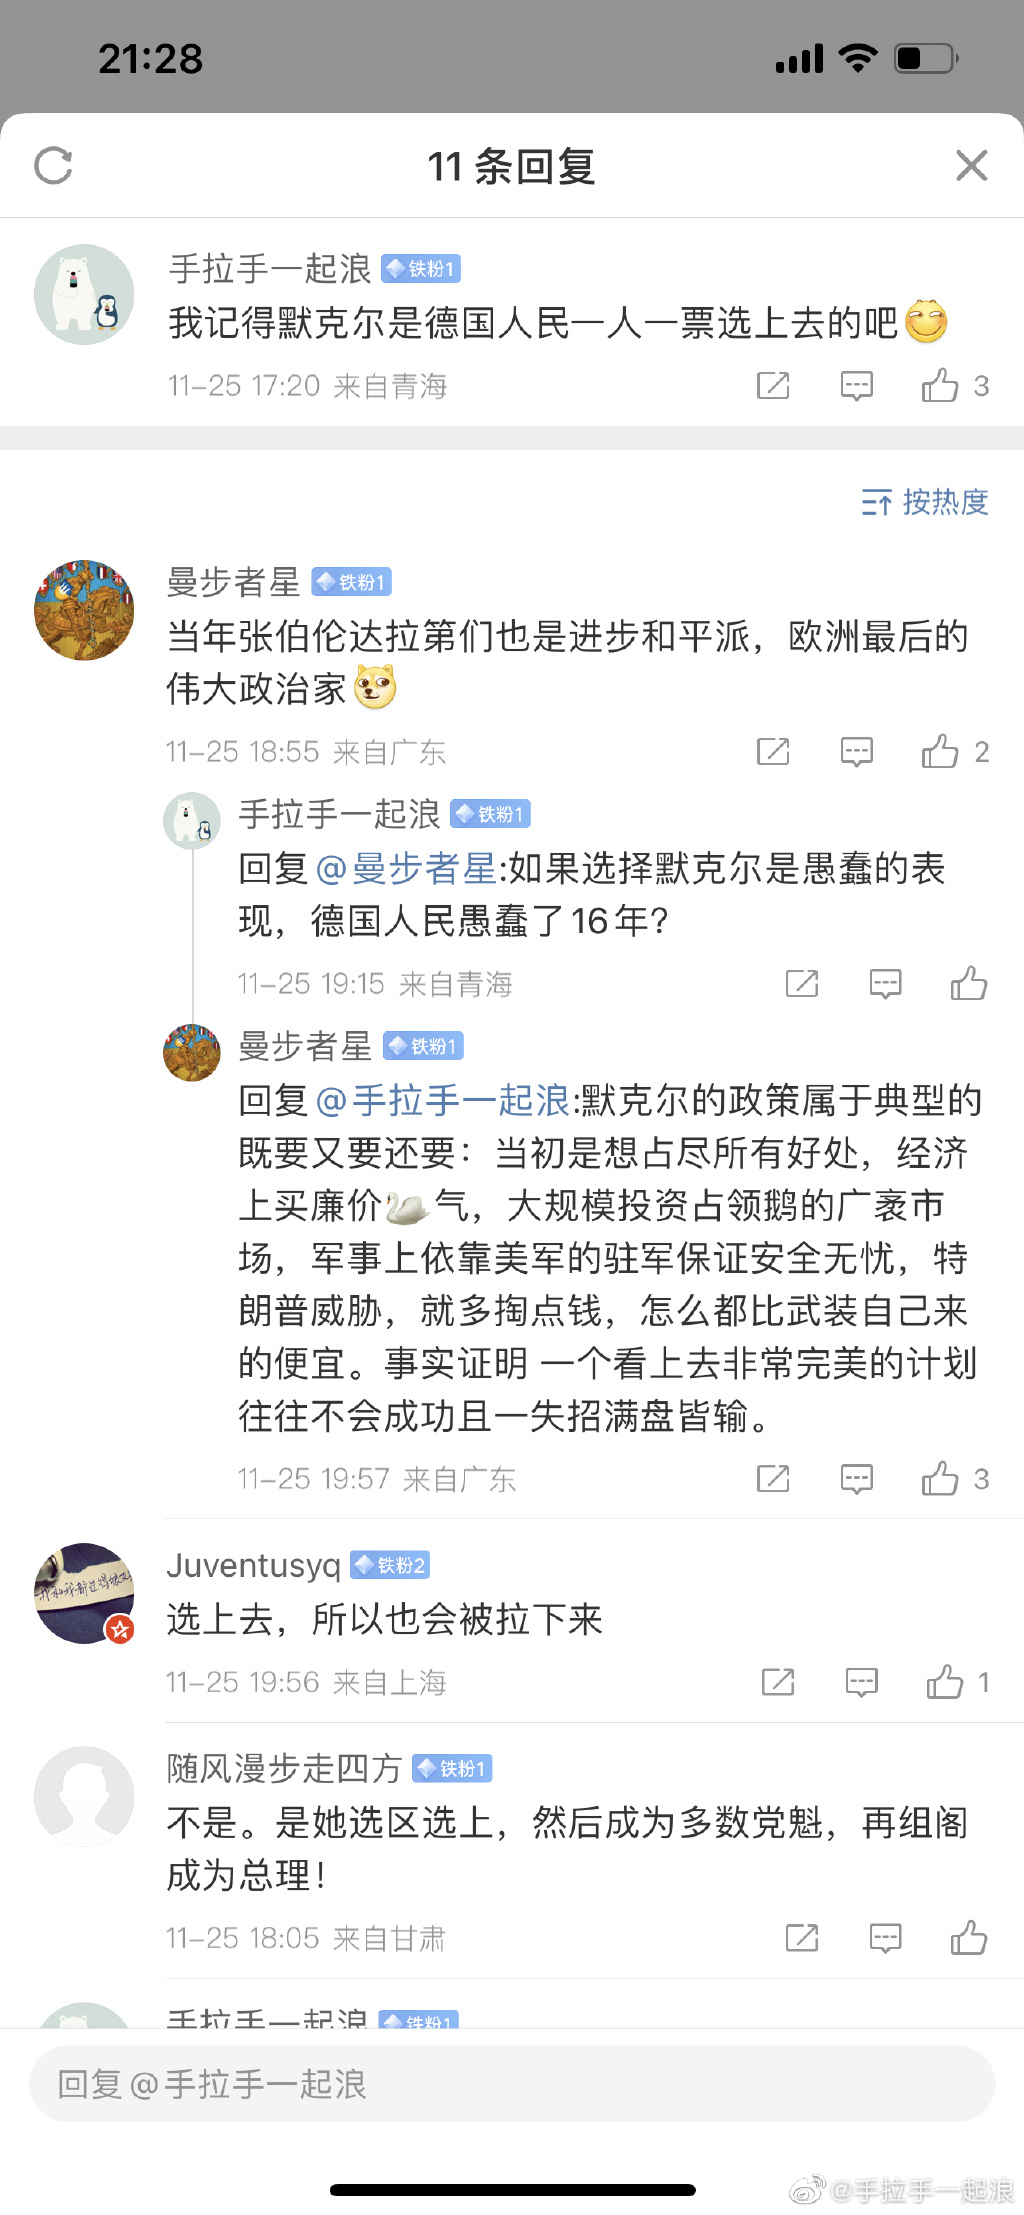 21:28
11 条回复
手拉手一起浪 铁粉1
我记得默克尔是德国人民一人一票选上去的吧
11-25 17:20 来自青海 3
按热度
曼步者星 铁粉1
当年张伯伦达拉第们也是进步和平派，欧洲最后的
伟大政治家
11-25 18:55 来自广东 2
手拉手一起浪 铁粉1
回复@曼步者星:如果选择默克尔是愚蠢的表
现，德国人民愚蠢了16年？
11-25 19:15 来自青海
曼步者星 铁粉1
回复@手拉手一起浪:默克尔的政策属于典型的
既要又要还要：当初是想占尽所有好处，经济
上买廉价🦢气，大规模投资占领鹅的广袤市
场，军事上依靠美军的驻军保证安全无忧，特
朗普威胁，就多掏点钱，怎么都比武装自己来
的便宜。事实证明 一个看上去非常完美的计划
往往不会成功且一失招满盘皆输。
11-25 19:57 来自广东 3
Juventusyq 铁粉2
选上去，所以也会被拉下来
11-25 19:56 来自上海 1
随风漫步走四方 铁粉1
不是。是她选区选上，然后成为多数党魁，再组阁
成为总理！
11-25 18:05 来自甘肃
手拉手一起浪 铁粉1
回复@手拉手一起浪
@手拉手一起浪